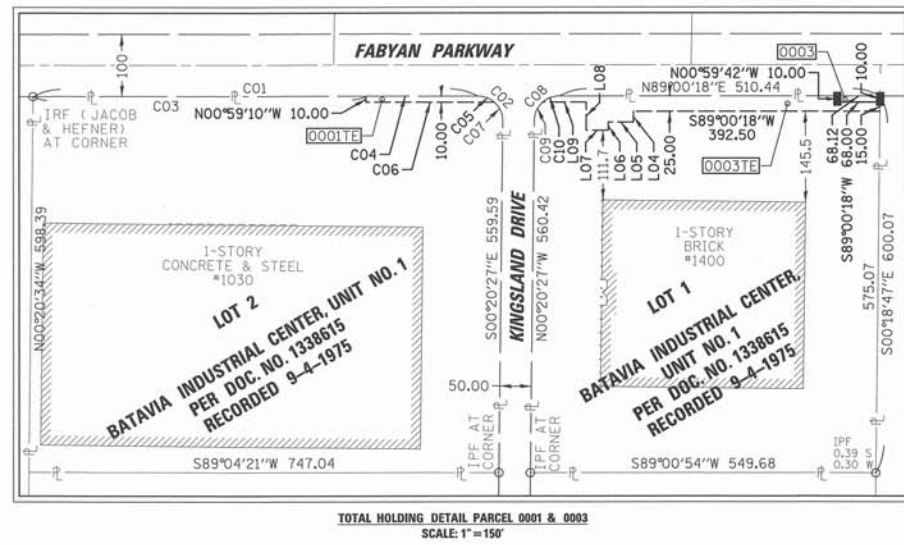 FABYAN PARKWAY
100
0003
10.00
N00°59'42"W 10.00
L08
N89°00'18"E 510.44
C01
C03
N00°59'10"W 10.00
C02
C08
IRF (JACOB
& HEFNER)
AT CORNER
0001TE
C04
C06
10.00
C05
C07
C09
C10
L09
L07
L06
L05
L04
25.00
S89°00'18"W
392.50
0003TE
68.12
68.00
15.00
S89°00'18"W
111.7
145.5
N00°20'34"W 598.39
1-STORY
CONCRETE & STEEL
#1030
LOT 2
BATAVIA INDUSTRIAL CENTER, UNIT NO. 1
PER DOC. NO. 1338615
RECORDED 9-4-1975
S00°20'27"E 559.59
KINGSLAND DRIVE
N00°20'27"W 560.42
50.00
1-STORY
BRICK
#1400
LOT 1
BATAVIA INDUSTRIAL CENTER,
UNIT NO. 1
PER DOC. NO. 1338615
RECORDED 9-4-1975
575.07
S00°18'47"E 600.07
IPF AT
CORNER
IPF AT
CORNER
IPF
0.39 S
0.30 W
S89°04'21"W 747.04
S89°00'54"W 549.68
TOTAL HOLDING DETAIL PARCEL 0001 & 0003
SCALE: 1"=150'